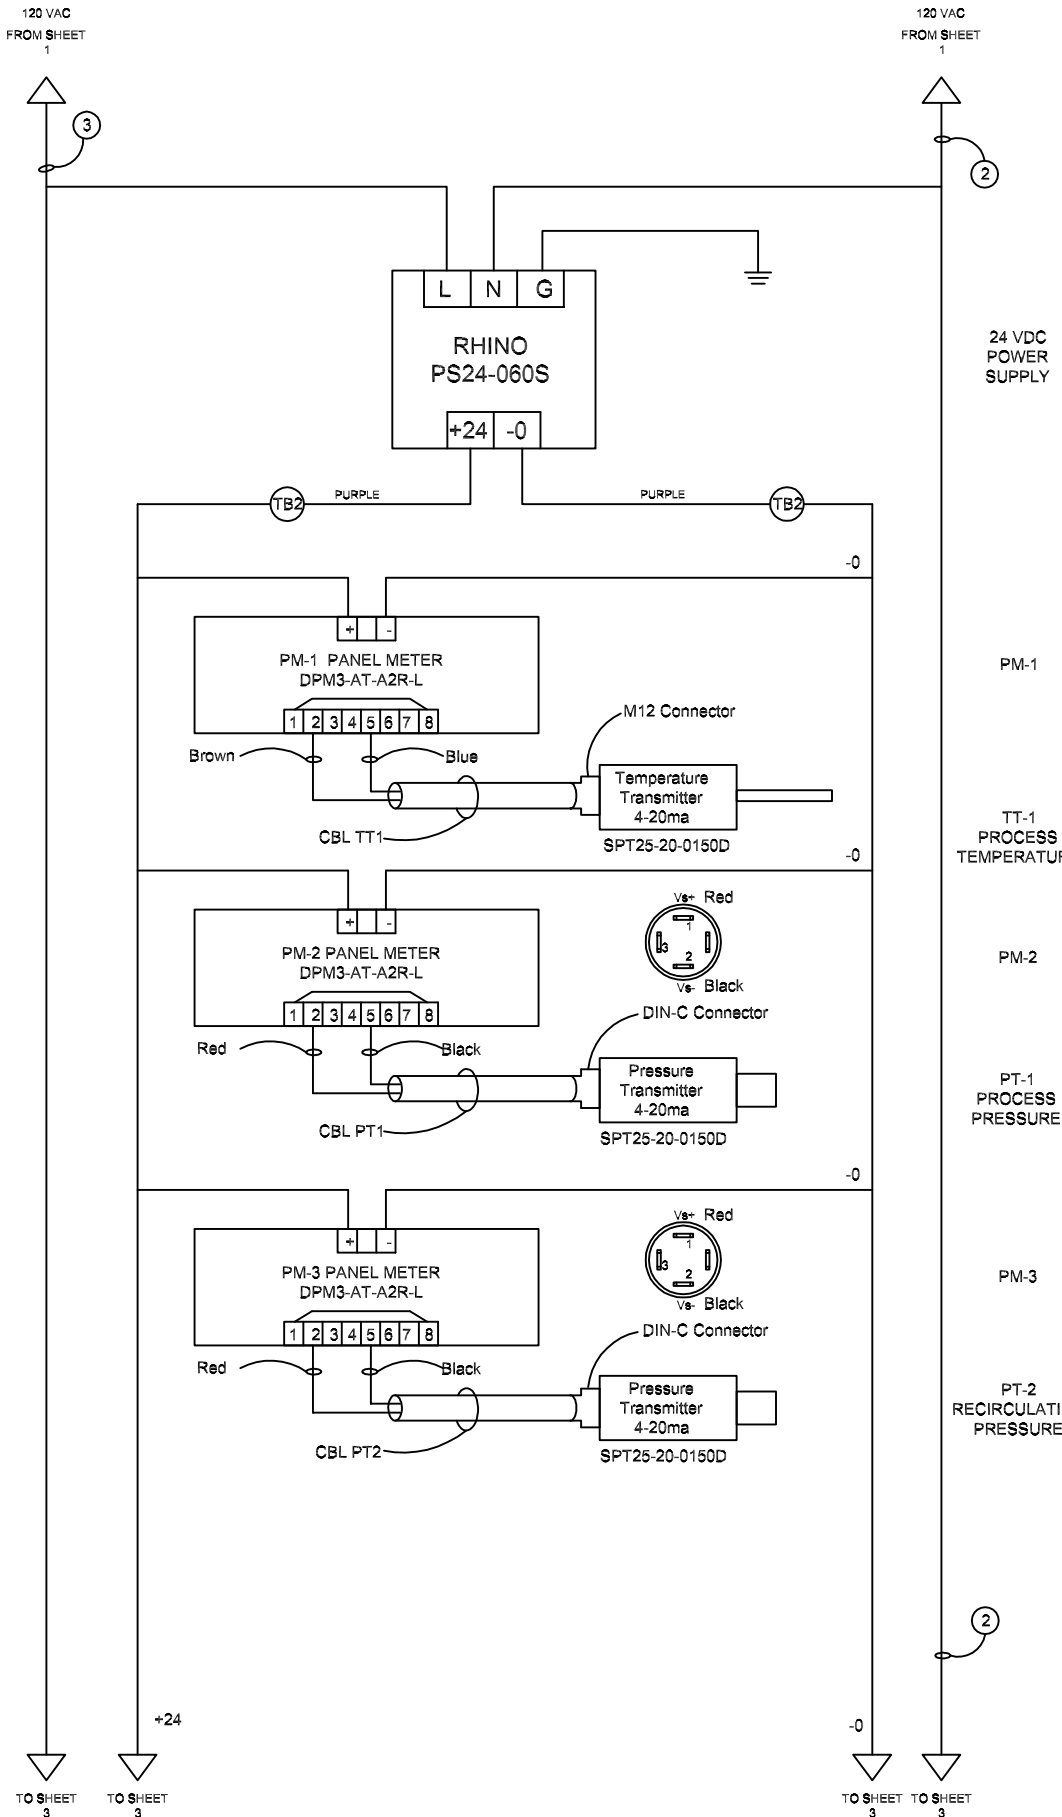 120 VAC
FROM SHEET
1
120 VAC
FROM SHEET
1
3
2
L N G
RHINO
PS24-060S
+24 -0
24 VDC
POWER
SUPPLY
TB2
PURPLE
PURPLE
TB2
-0
+ -
PM-1 PANEL METER
DPM3-AT-A2R-L
1 2 3 4 5 6 7 8
PM-1
Brown
Blue
M12 Connector
Temperature
Transmitter
4-20ma
SPT25-20-0150D
CBL TT1
TT-1
PROCESS
TEMPERATUR
-0
+ -
PM-2 PANEL METER
DPM3-AT-A2R-L
1 2 3 4 5 6 7 8
Vs+ Red
1
3
2
Vs- Black
PM-2
Red
Black
DIN-C Connector
Pressure
Transmitter
4-20ma
SPT25-20-0150D
CBL PT1
PT-1
PROCESS
PRESSURE
-0
+ -
PM-3 PANEL METER
DPM3-AT-A2R-L
1 2 3 4 5 6 7 8
Vs+ Red
1
3
2
Vs- Black
PM-3
Red
Black
DIN-C Connector
Pressure
Transmitter
4-20ma
SPT25-20-0150D
CBL PT2
PT-2
RECIRCULATI
PRESSURE
2
+24
-0
TO SHEET
3
TO SHEET
3
TO SHEET
3
TO SHEET
3